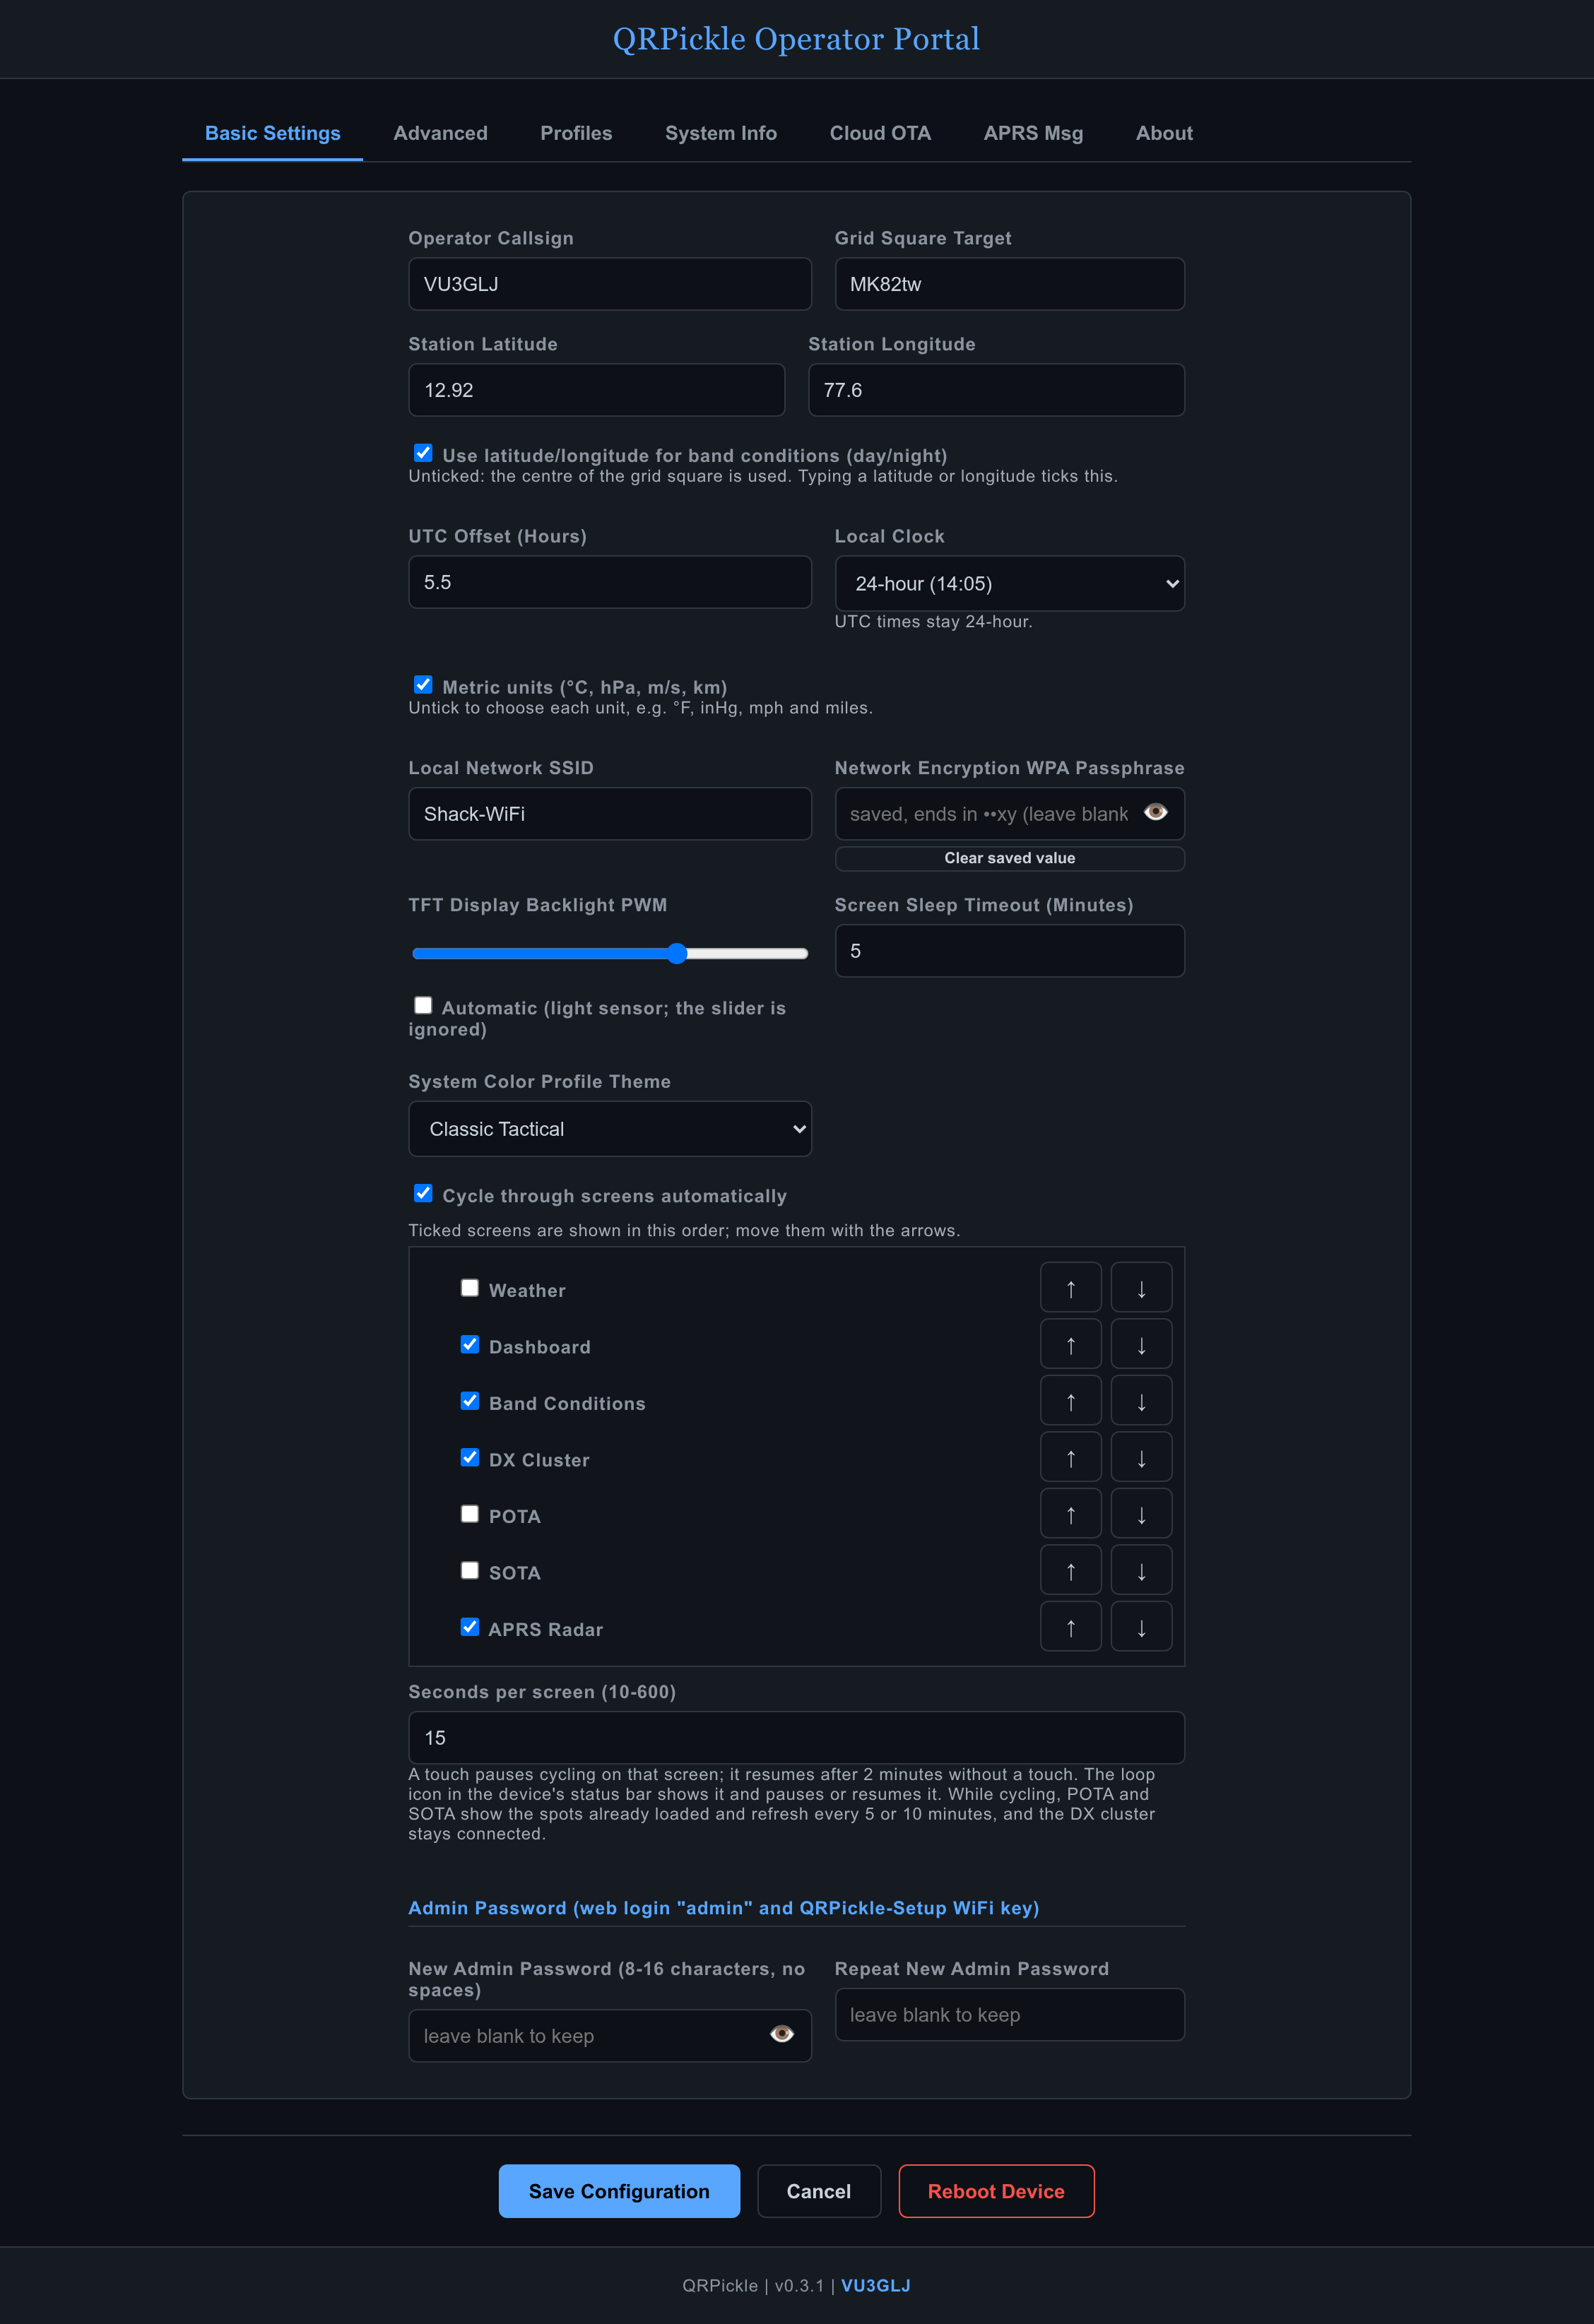 QRPickle Operator Portal
Basic Settings
Advanced
Profiles
System Info
Cloud OTA
APRS Msg
About
Operator Callsign
Grid Square Target
VU3GLJ
MK82tw
Station Latitude
Station Longitude
12.92
77.6
Use latitude/longitude for band conditions (day/night)
Unticked: the centre of the grid square is used. Typing a latitude or longitude ticks this.
UTC Offset (Hours)
Local Clock
5.5
24-hour (14:05)
UTC times stay 24-hour.
Metric units (°C, hPa, m/s, km)
Untick to choose each unit, e.g. °F, inHg, mph and miles.
Local Network SSID
Network Encryption WPA Passphrase
Shack-WiFi
saved, ends in ••xy (leave blank
Clear saved value
TFT Display Backlight PWM
Screen Sleep Timeout (Minutes)
5
Automatic (light sensor; the slider is
ignored)
System Color Profile Theme
Classic Tactical
Cycle through screens automatically
Ticked screens are shown in this order; move them with the arrows.
Weather ↑ ↓
Dashboard ↑ ↓
Band Conditions ↑ ↓
DX Cluster ↑ ↓
POTA ↑ ↓
SOTA ↑ ↓
APRS Radar ↑ ↓
Seconds per screen (10-600)
15
A touch pauses cycling on that screen; it resumes after 2 minutes without a touch. The loop
icon in the device's status bar shows it and pauses or resumes it. While cycling, POTA and
SOTA show the spots already loaded and refresh every 5 or 10 minutes, and the DX cluster
stays connected.
Admin Password (web login "admin" and QRPickle-Setup WiFi key)
New Admin Password (8-16 characters, no
spaces)
Repeat New Admin Password
leave blank to keep
leave blank to keep
Save Configuration
Cancel
Reboot Device
QRPickle | v0.3.1 | VU3GLJ